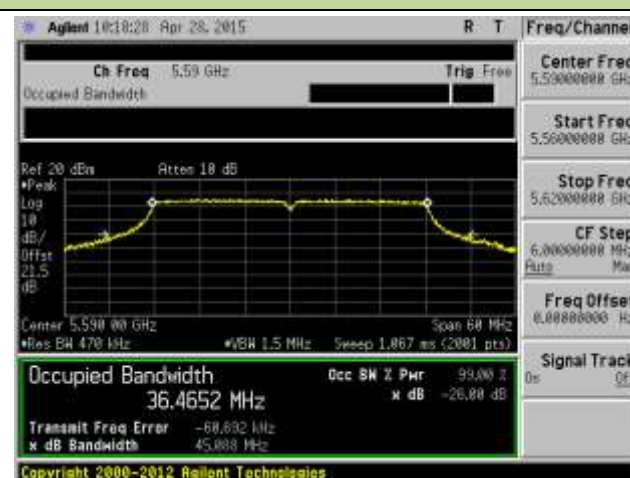 Agilent 10:18:28 Apr 28, 2015 R T
Ch Freq 5.59 GHz Trig Free
Occupied Bandwidth
Ref 20 dBm Atten 10 dB
#Peak
Log
10
dB/
Offst
21.5
dB
Center 5.590 00 GHz Span 60 MHz
#Res BW 470 kHz #VBW 1.5 MHz Sweep 1.067 ms (2001 pts)
Occupied Bandwidth Occ BW % Pwr 99.00 %
36.4652 MHz x dB -26.00 dB
Transmit Freq Error kHz
x dB Bandwidth MHz
Copyright 2000-2012 Agilent Technologies
Freq/Channel
Center Freq
5.59000000 GHz
Start Freq
5.56000000 GHz
Stop Freq
5.62000000 GHz
CF Step
6.00000000 MHz
Auto Man
Freq Offset
0.00000000 Hz
Signal Track
On Off